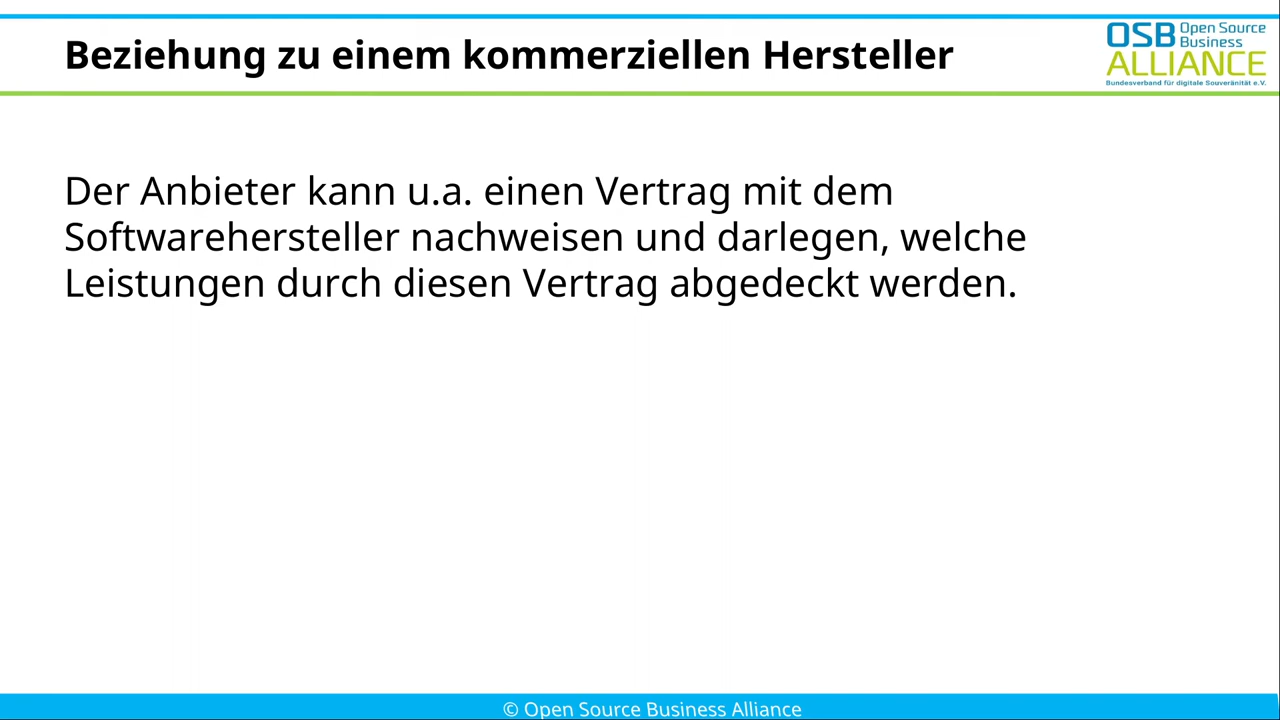 Beziehung zu einem kommerziellen Hersteller
OSB Open Source
Business
ALLIANCE
Bundesverband für digitale Souveränität e.V.
Der Anbieter kann u.a. einen Vertrag mit dem
Softwarehersteller nachweisen und darlegen, welche
Leistungen durch diesen Vertrag abgedeckt werden.
© Open Source Business Alliance